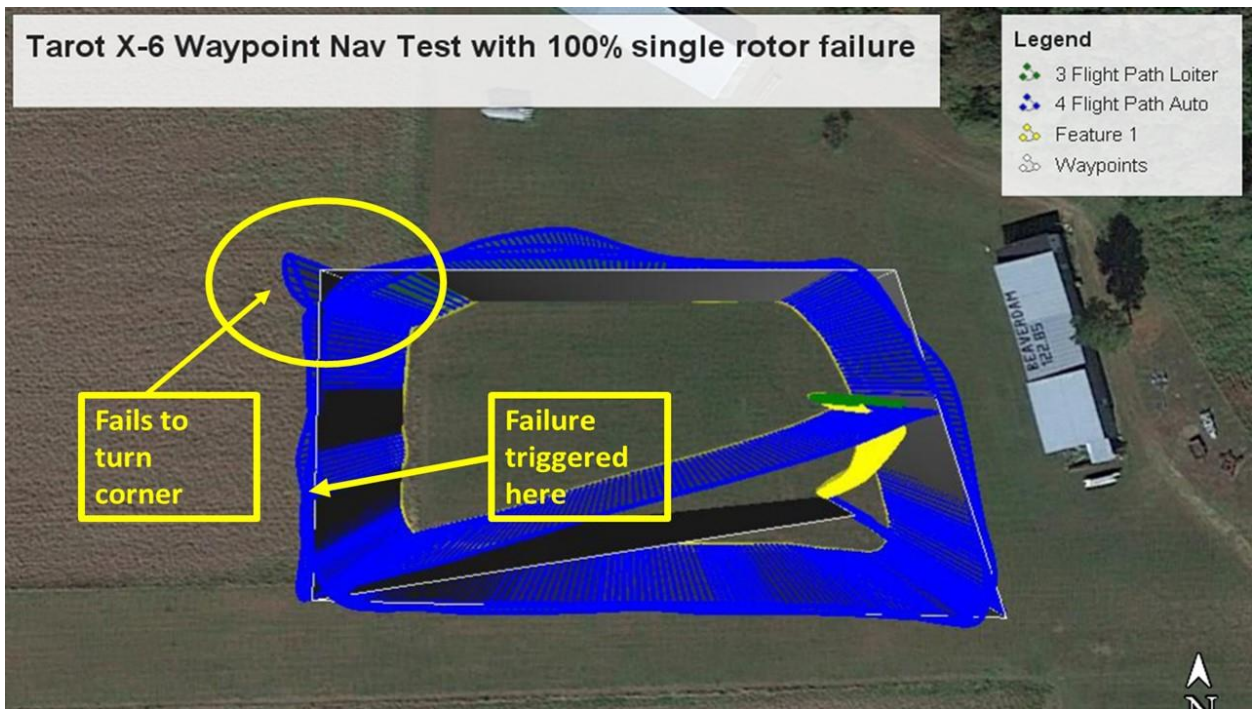 Tarot X-6 Waypoint Nav Test with 100% single rotor failure
Legend
3 Flight Path Loiter
4 Flight Path Auto
Feature 1
Waypoints
BEAVERDAM
122.85
Fails to
turn
corner
Failure
triggered
here
N